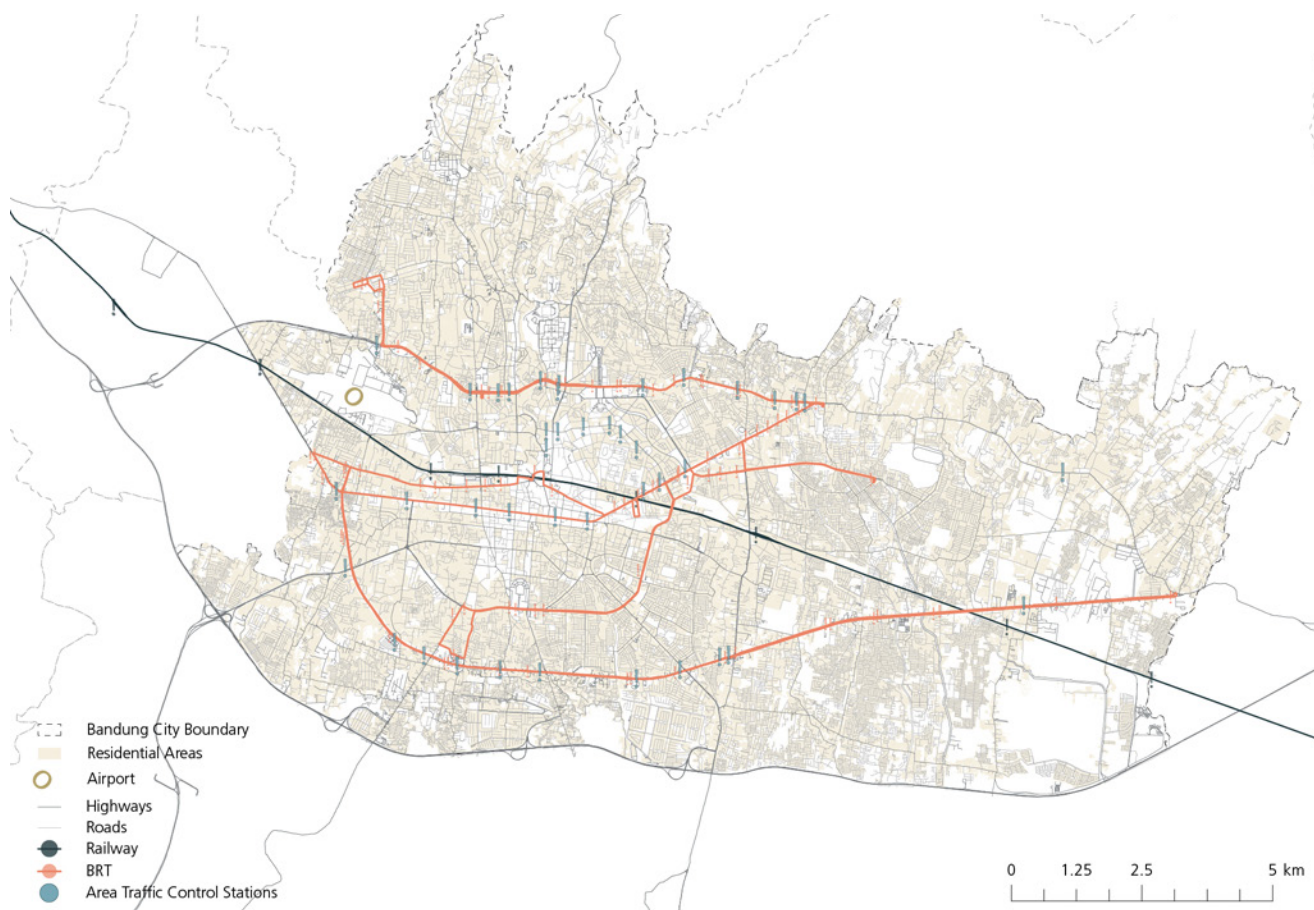 Bandung City Boundary
Residential Areas
Airport
Highways
Roads
Railway
BRT
Area Traffic Control Stations
0 1.25 2.5 5 km